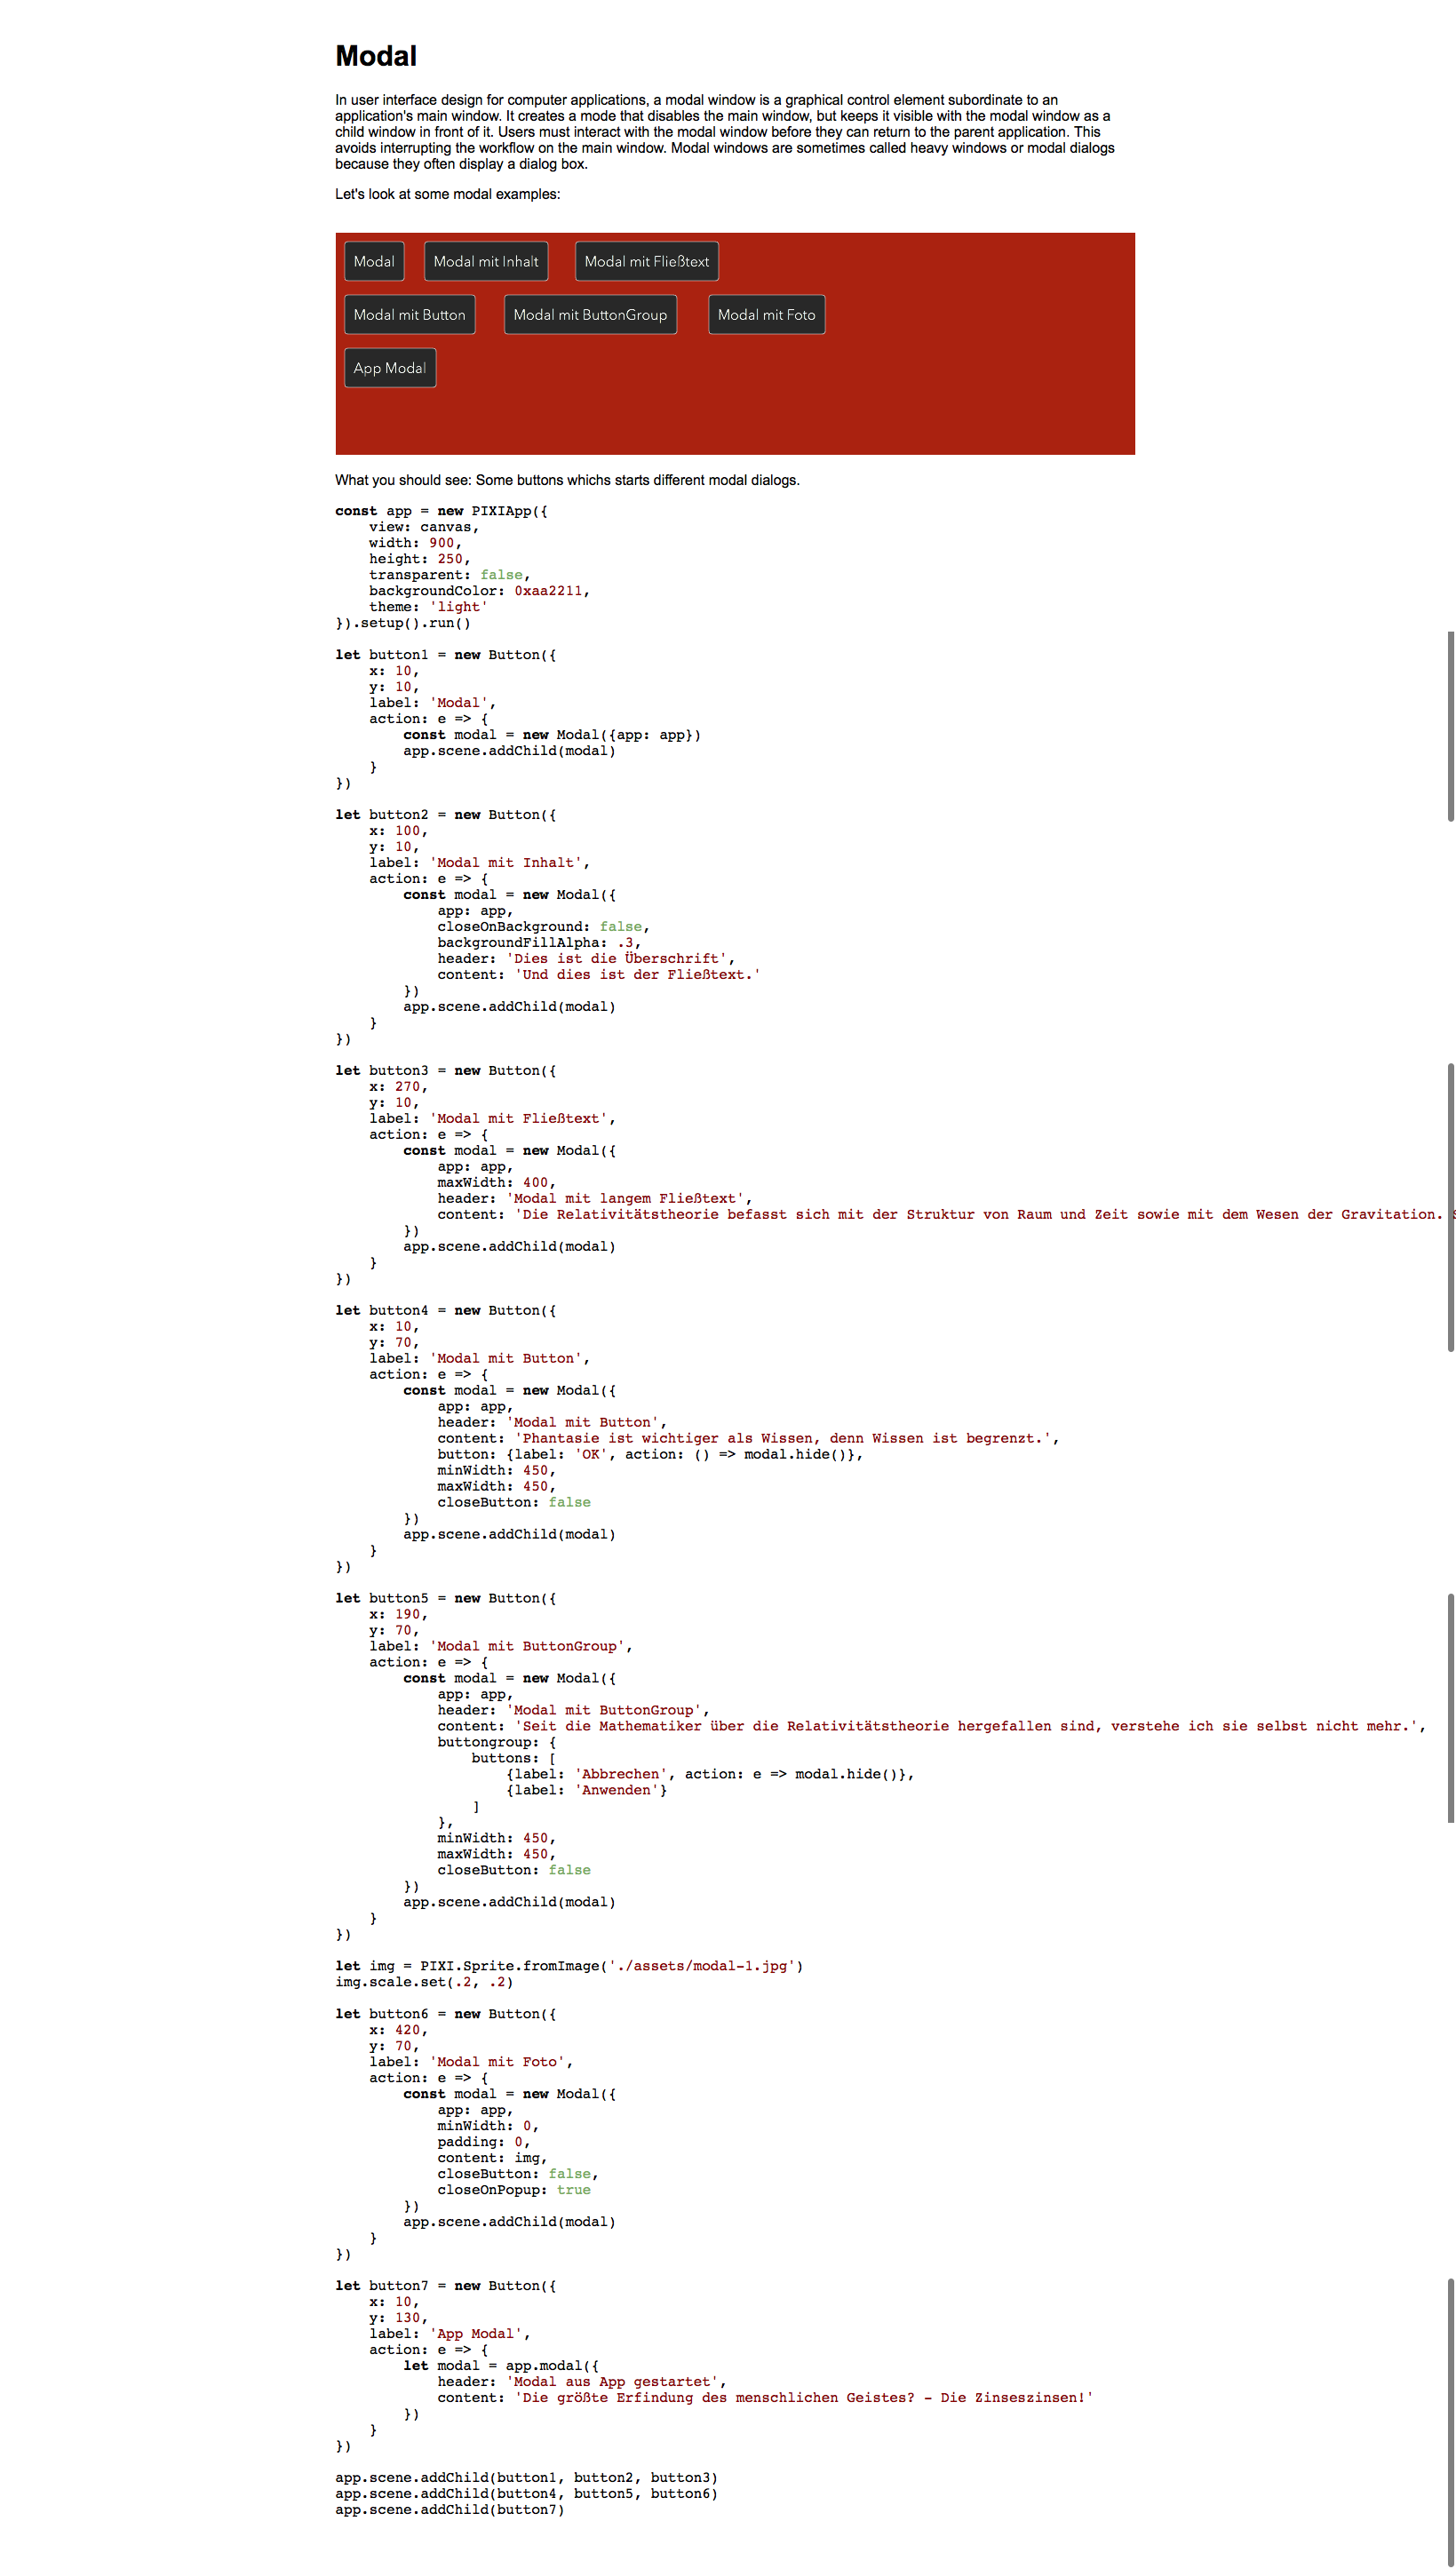 Modal
In user interface design for computer applications, a modal window is a graphical control element subordinate to an
application's main window. It creates a mode that disables the main window, but keeps it visible with the modal window as a
child window in front of it. Users must interact with the modal window before they can return to the parent application. This
avoids interrupting the workflow on the main window. Modal windows are sometimes called heavy windows or modal dialogs
because they often display a dialog box.
Let's look at some modal examples:
Modal Modal mit Inhalt Modal mit Fließtext
Modal mit Button Modal mit ButtonGroup Modal mit Foto
App Modal
What you should see: Some buttons whichs starts different modal dialogs.
const app = new PIXIApp({
    view: canvas,
    width: 900,
    height: 250,
    transparent: false,
    backgroundColor: 0xaa2211,
    theme: 'light'
}).setup().run()
let button1 = new Button({
    x: 10,
    y: 10,
    label: 'Modal',
    action: e => {
        const modal = new Modal({app: app})
        app.scene.addChild(modal)
    }
})
let button2 = new Button({
    x: 100,
    y: 10,
    label: 'Modal mit Inhalt',
    action: e => {
        const modal = new Modal({
            app: app,
            closeOnBackground: false,
            backgroundFillAlpha: .3,
            header: 'Dies ist die Überschrift',
            content: 'Und dies ist der Fließtext.'
        })
        app.scene.addChild(modal)
    }
})
let button3 = new Button({
    x: 270,
    y: 10,
    label: 'Modal mit Fließtext',
    action: e => {
        const modal = new Modal({
            app: app,
            maxWidth: 400,
            header: 'Modal mit langem Fließtext',
            content: 'Die Relativitätstheorie befasst sich mit der Struktur von Raum und Zeit sowie mit dem Wesen der Gravitation.
        })
        app.scene.addChild(modal)
    }
})
let button4 = new Button({
    x: 10,
    y: 70,
    label: 'Modal mit Button',
    action: e => {
        const modal = new Modal({
            app: app,
            header: 'Modal mit Button',
            content: 'Phantasie ist wichtiger als Wissen, denn Wissen ist begrenzt.',
            button: {label: 'OK', action: () => modal.hide()},
            minWidth: 450,
            maxWidth: 450,
            closeButton: false
        })
        app.scene.addChild(modal)
    }
})
let button5 = new Button({
    x: 190,
    y: 70,
    label: 'Modal mit ButtonGroup',
    action: e => {
        const modal = new Modal({
            app: app,
            header: 'Modal mit ButtonGroup',
            content: 'Seit die Mathematiker über die Relativitätstheorie hergefallen sind, verstehe ich sie selbst nicht mehr.',
            buttongroup: {
                buttons: [
                    {label: 'Abbrechen', action: e => modal.hide()},
                    {label: 'Anwenden'}
                ]
            },
            minWidth: 450,
            maxWidth: 450,
            closeButton: false
        })
        app.scene.addChild(modal)
    }
})
let img = PIXI.Sprite.fromImage('./assets/modal-1.jpg')
img.scale.set(.2, .2)
let button6 = new Button({
    x: 420,
    y: 70,
    label: 'Modal mit Foto',
    action: e => {
        const modal = new Modal({
            app: app,
            minWidth: 0,
            padding: 0,
            content: img,
            closeButton: false,
            closeOnPopup: true
        })
        app.scene.addChild(modal)
    }
})
let button7 = new Button({
    x: 10,
    y: 130,
    label: 'App Modal',
    action: e => {
        let modal = app.modal({
            header: 'Modal aus App gestartet',
            content: 'Die größte Erfindung des menschlichen Geistes? - Die Zinseszinsen!'
        })
    }
})
app.scene.addChild(button1, button2, button3)
app.scene.addChild(button4, button5, button6)
app.scene.addChild(button7)